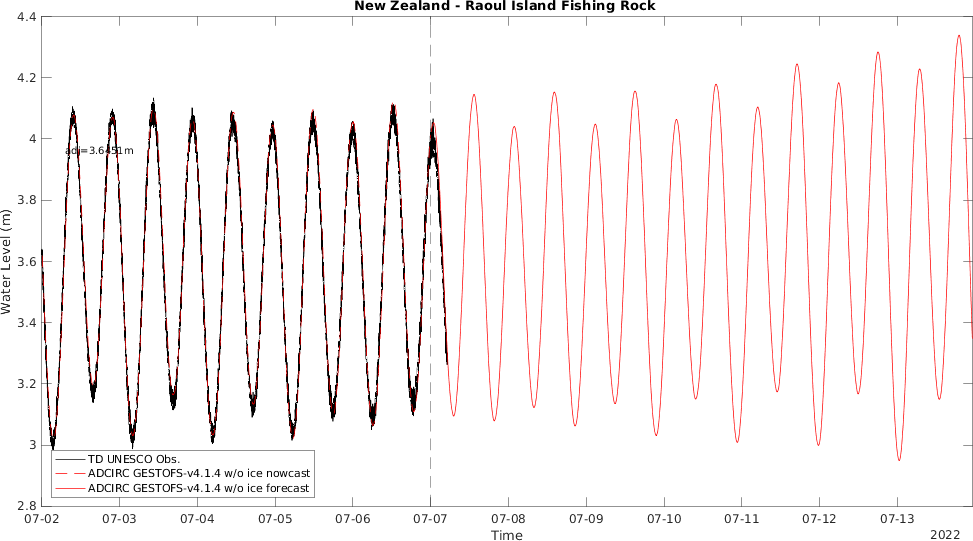 New Zealand - Raoul Island Fishing Rock
4.4
4.2
4
3.8
3.6
3.4
3.2
3
2.8
Water Level (m)
adj=3.6451m
TD UNESCO Obs.
ADCIRC GESTOFS-v4.1.4 w/o ice nowcast
ADCIRC GESTOFS-v4.1.4 w/o ice forecast
07-02 07-03 07-04 07-05 07-06 07-07 07-08 07-09 07-10 07-11 07-12 07-13
Time
2022